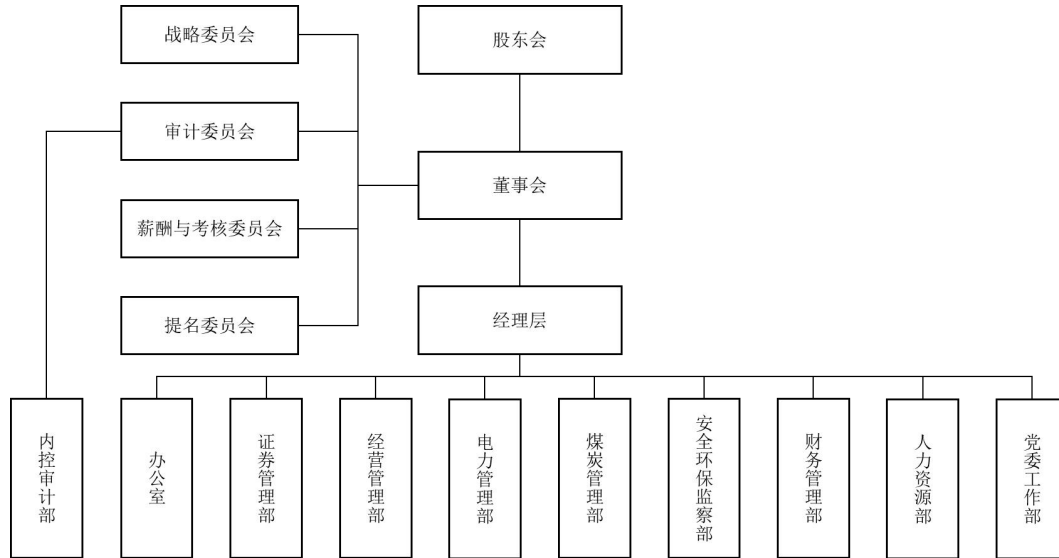 战略委员会
股东会
审计委员会
董事会
薪酬与考核委员会
提名委员会
经理层
内控审计部
办公室
证券管理部
经营管理部
电力管理部
煤炭管理部
安全环保监察部
财务管理部
人力资源部
党委工作部